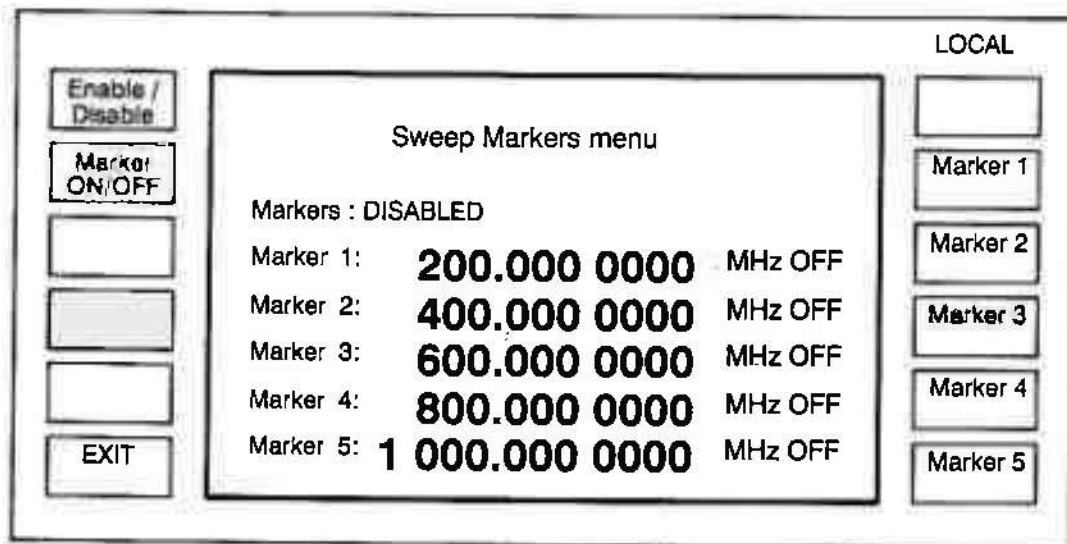 LOCAL
Enable /
Disable
Marker
ON/OFF
EXIT
Sweep Markers menu
Markers : DISABLED
Marker 1: 200.000 0000 MHz OFF
Marker 2: 400.000 0000 MHz OFF
Marker 3: 600.000 0000 MHz OFF
Marker 4: 800.000 0000 MHz OFF
Marker 5: 1 000.000 0000 MHz OFF
Marker 1
Marker 2
Marker 3
Marker 4
Marker 5